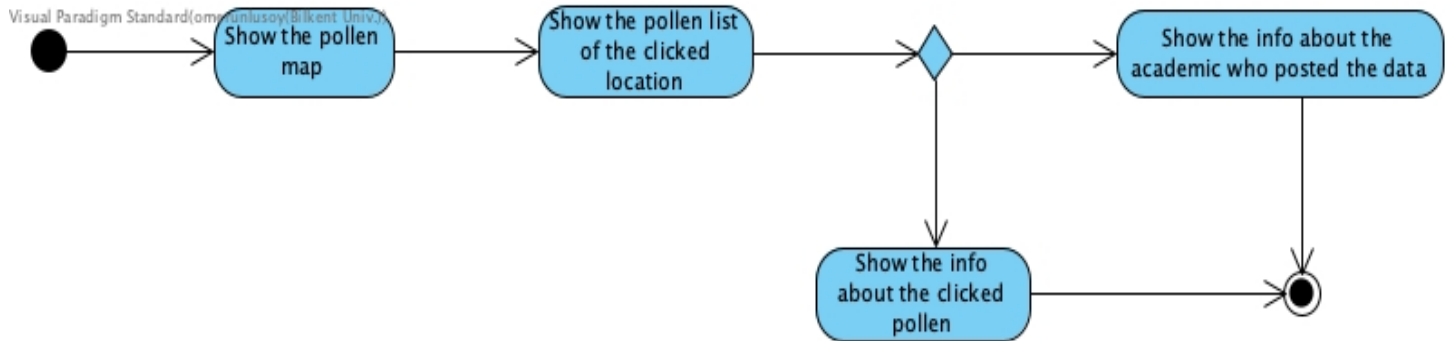 Visual Paradigm Standard(omerunlusoy(Bilkent Univ.))
Show the pollen
map
Show the pollen list
of the clicked
location
Show the info about the
academic who posted the data
Show the info
about the clicked
pollen